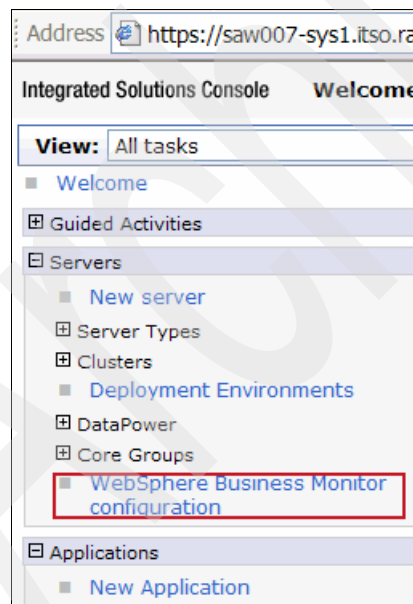 Address https://saw007-sys1.itso.ra
Integrated Solutions Console Welcome
View: All tasks
Welcome
Guided Activities
Servers
New server
Server Types
Clusters
Deployment Environments
DataPower
Core Groups
WebSphere Business Monitor
configuration
Applications
New Application